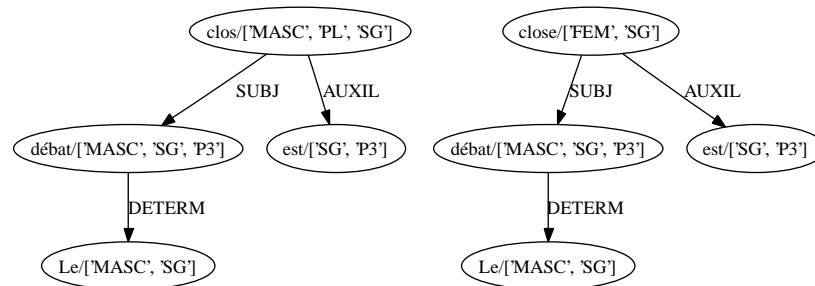 clos/['MASC', 'PL', 'SG'] close/['FEM', 'SG']
SUBJ AUXIL SUBJ AUXIL
débat/['MASC', 'SG', 'P3'] est/['SG', 'P3'] débat/['MASC', 'SG', 'P3'] est/['SG', 'P3']
DETERM DETERM
Le/['MASC', 'SG'] Le/['MASC', 'SG']